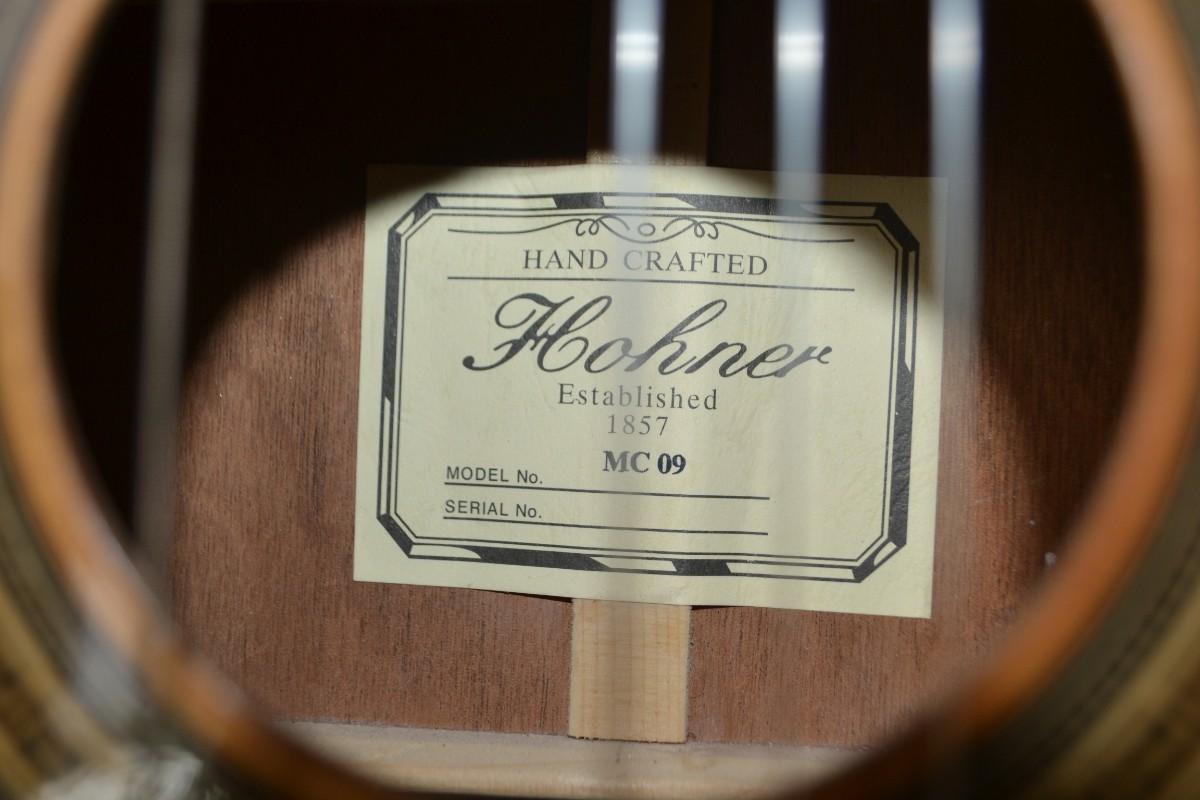 HAND CRAFTED
Hohner
Established
1857
MODEL No. MC 09
SERIAL No.